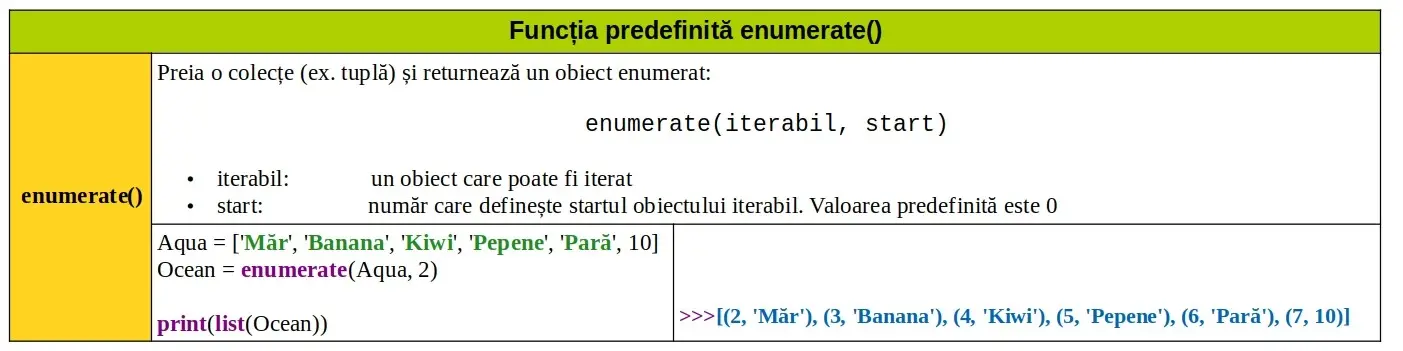 Funcția predefinită enumerate()
enumerate()
Preia o colecțe (ex. tuplă) și returnează un obiect enumerat:
enumerate(iterabil, start)
• iterabil: un obiect care poate fi iterat
• start: număr care definește startul obiectului iterabil. Valoarea predefinită este 0
Aqua = ['Măr', 'Banana', 'Kiwi', 'Pepene', 'Pară', 10]
Ocean = enumerate(Aqua, 2)
print(list(Ocean))
>>>[(2, 'Măr'), (3, 'Banana'), (4, 'Kiwi'), (5, 'Pepene'), (6, 'Pară'), (7, 10)]